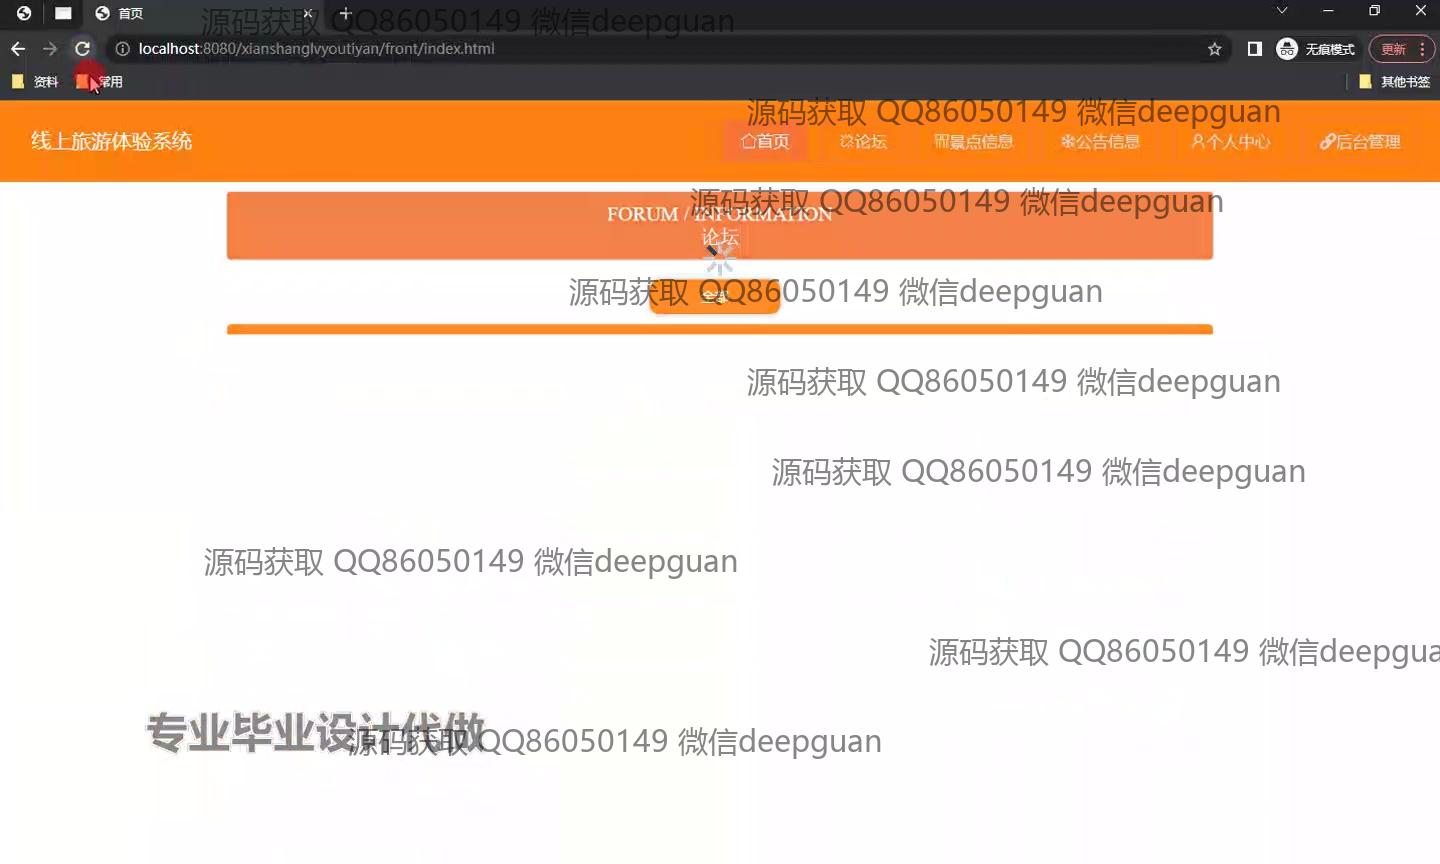 首页
源码获取 QQ86050149 微信deepguan
localhost:8080/xianshanglvyoutiyan/front/index.html
无痕模式
更新
资料
常用
其他书签
源码获取 QQ86050149 微信deepguan
线上旅游体验系统
首页
论坛
景点信息
公告信息
个人中心
后台管理
源码获取 QQ86050149 微信deepguan
FORUM / INFORMATION
论坛
源码获取 QQ86050149 微信deepguan
全部
源码获取 QQ86050149 微信deepguan
源码获取 QQ86050149 微信deepguan
源码获取 QQ86050149 微信deepguan
源码获取 QQ86050149 微信deepgua
专业毕业设计代做
源码获取 QQ86050149 微信deepguan